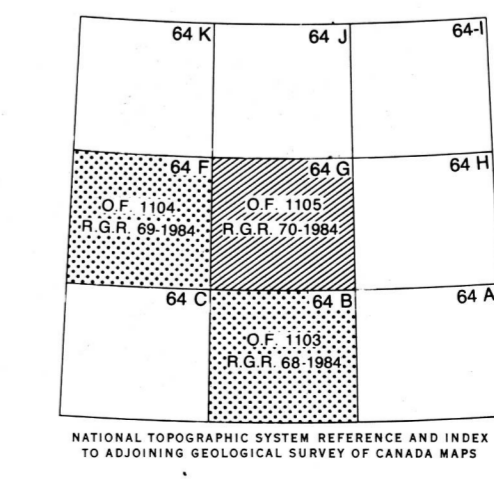 64 K
64 J
64-I
64 F
O.F. 1104
R.G.R. 69-1984
64 G
O.F. 1105
R.G.R. 70-1984
64 H
64 C
64 B
O.F. 1103
R.G.R. 68-1984
64 A
NATIONAL TOPOGRAPHIC SYSTEM REFERENCE AND INDEX
TO ADJOINING GEOLOGICAL SURVEY OF CANADA MAPS